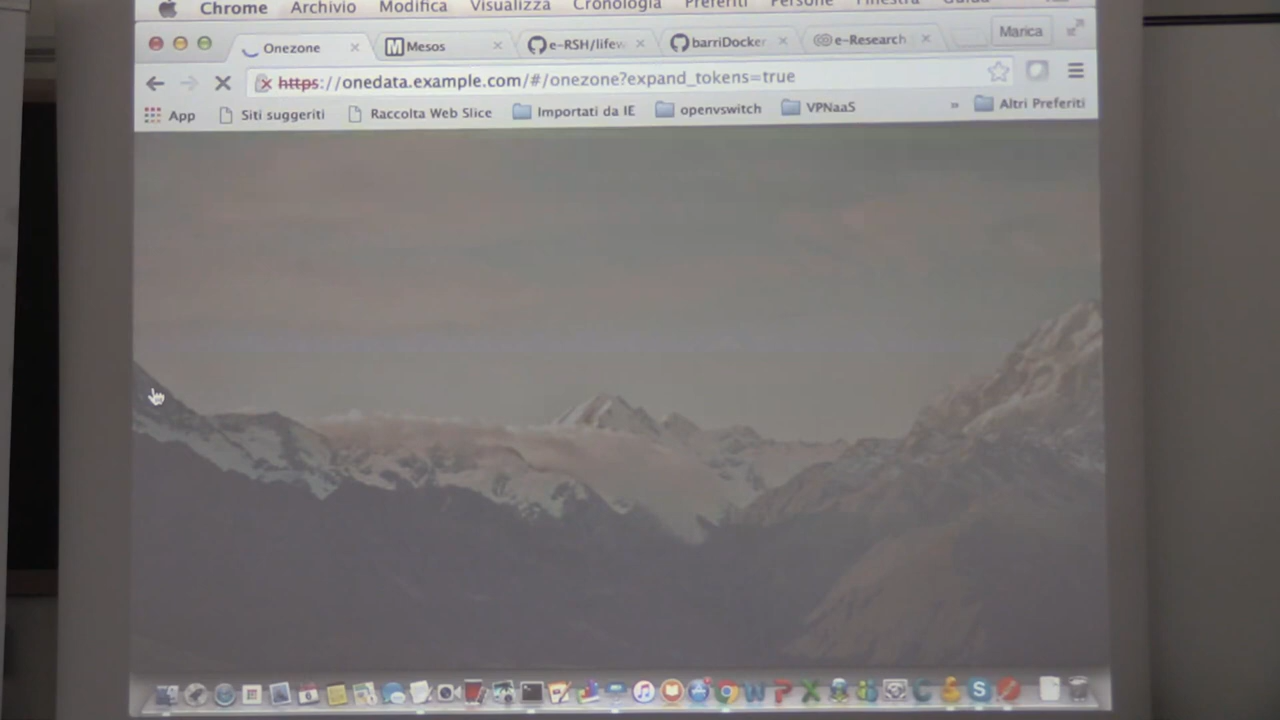 Chrome Archivio Modifica Visualizza Cronologia Preferiti Persone Finestra Guida
Onezone Mesos e-RSH/lifew barriDocker e-Research Marica
https://onedata.example.com/#/onezone?expand_tokens=true
App Siti suggeriti Raccolta Web Slice Importati da IE openvswitch VPNaaS » Altri Preferiti